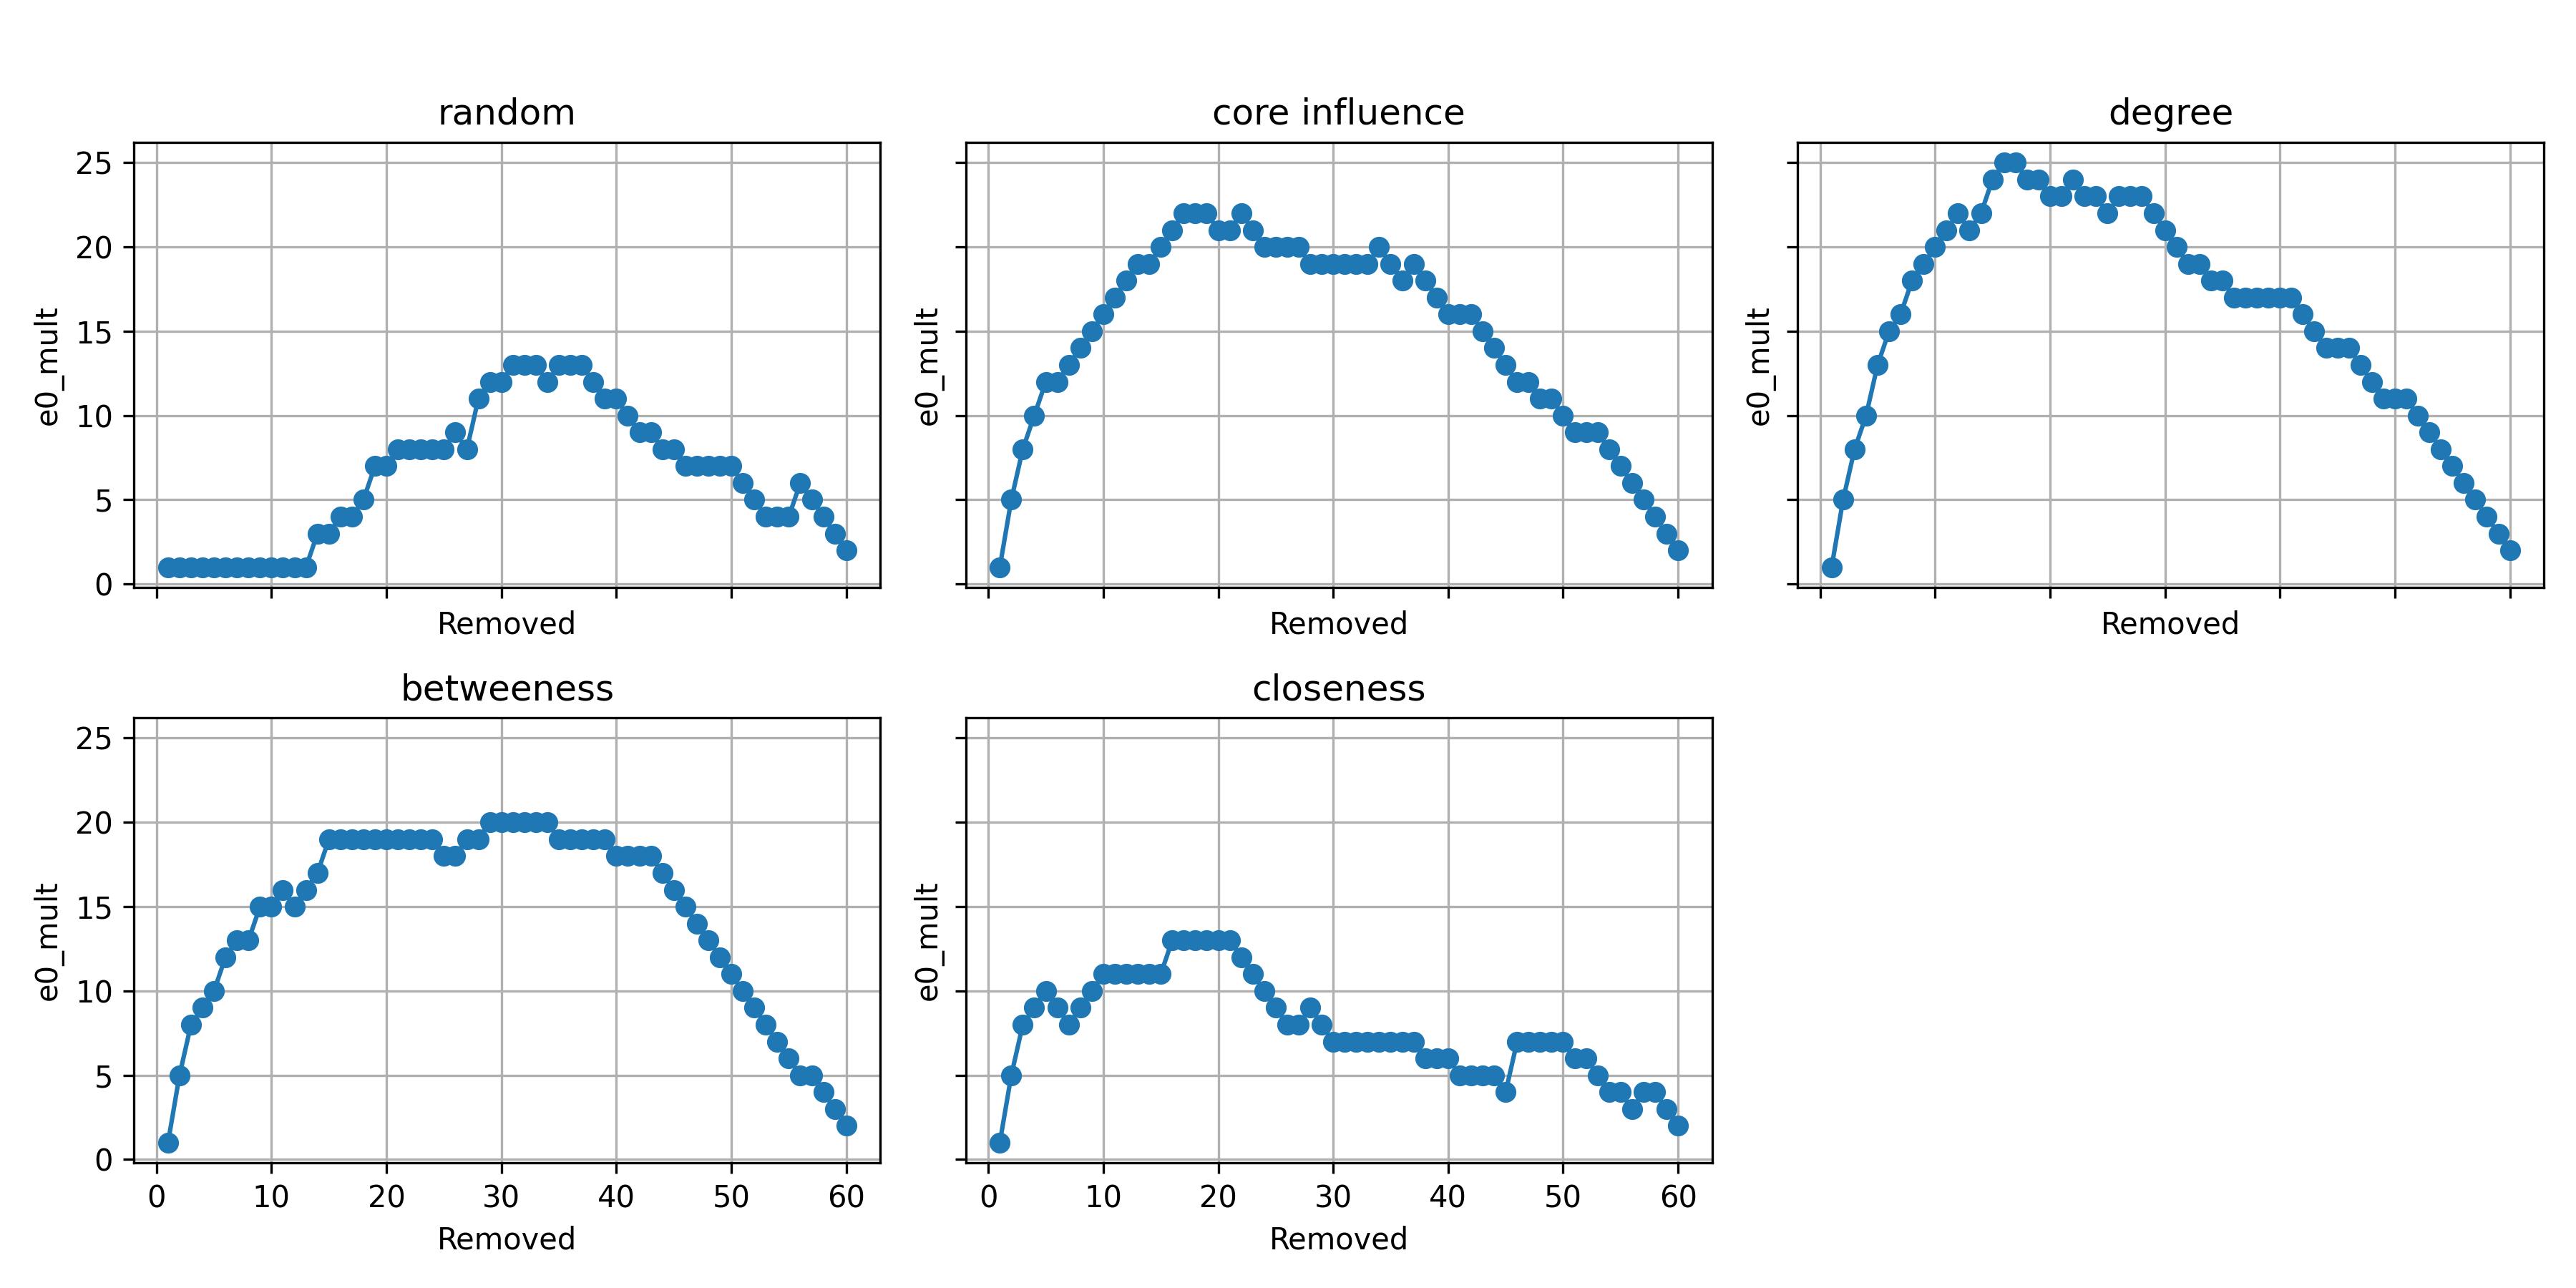 random
core influence
degree
25
20
15
10
5
0
e0_mult
e0_mult
e0_mult
Removed
Removed
Removed
betweeness
closeness
25
20
15
10
5
0
e0_mult
e0_mult
0 10 20 30 40 50 60
0 10 20 30 40 50 60
Removed
Removed